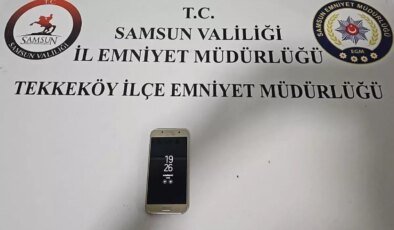 T.C.
SAMSUN VALİLİĞİ
İL EMNİYET MÜDÜRLÜĞÜ
TEKKEKÖY İLÇE EMNİYET MÜDÜRLÜĞÜ
SAMSUN
SAMSUN VALİLİĞİ
SAMSUN EMNİYET MÜDÜRLÜĞÜ
EGM
19
26